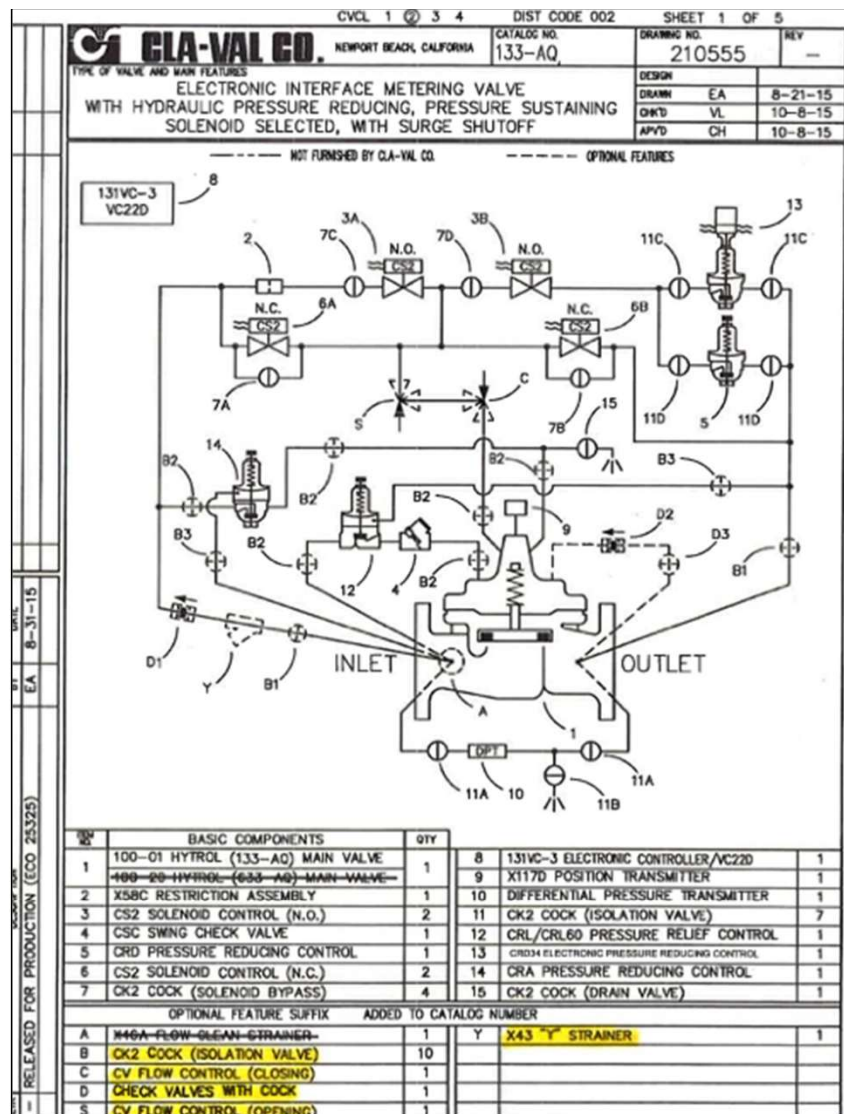 CVCL 1 2 3 4 DIST CODE 002 SHEET 1 OF 5
CLA-VAL CO. NEWPORT BEACH, CALIFORNIA
CATALOG NO.
133-AQ
DRAWING NO.
210555
REV
–
TYPE OF VALVE AND MAIN FEATURES
ELECTRONIC INTERFACE METERING VALVE
WITH HYDRAULIC PRESSURE REDUCING, PRESSURE SUSTAINING
SOLENOID SELECTED, WITH SURGE SHUTOFF
DESIGN
DRAWN EA 8-21-15
CHK'D VL 10-8-15
APV'D CH 10-8-15
NOT FURNISHED BY CLA-VAL CO.
OPTIONAL FEATURES
131VC-3
VC22D
8
3A
7C
2
N.O.
CS2
3B
7D
N.O.
CS2
13
11C
11C
N.C.
CS2
6A
N.C.
CS2
6B
7A
S
C
7B
15
11D
5
11D
14
B2
B2
B2
B3
B3
B2
12
4
B2
B2
9
D2
D3
B1
D1
Y
B1
INLET
A
OUTLET
1
11A
DPT
10
11B
11A
8-31-15
EA
RELEASED FOR PRODUCTION (ECO 25325)
–
ITEM NO.
BASIC COMPONENTS
QTY
1 100-01 HYTROL (133-AQ) MAIN VALVE 1
100-20 HYTROL (633-AQ) MAIN VALVE
2 X58C RESTRICTION ASSEMBLY 1
3 CS2 SOLENOID CONTROL (N.O.) 2
4 CSC SWING CHECK VALVE 1
5 CRD PRESSURE REDUCING CONTROL 1
6 CS2 SOLENOID CONTROL (N.C.) 2
7 CK2 COCK (SOLENOID BYPASS) 4
8 131VC-3 ELECTRONIC CONTROLLER/VC22D 1
9 X117D POSITION TRANSMITTER 1
10 DIFFERENTIAL PRESSURE TRANSMITTER 1
11 CK2 COCK (ISOLATION VALVE) 7
12 CRL/CRL60 PRESSURE RELIEF CONTROL 1
13 CRD34 ELECTRONIC PRESSURE REDUCING CONTROL 1
14 CRA PRESSURE REDUCING CONTROL 1
15 CK2 COCK (DRAIN VALVE) 1
OPTIONAL FEATURE SUFFIX ADDED TO CATALOG NUMBER
A X46A FLOW CLEAN STRAINER 1
B CK2 COCK (ISOLATION VALVE) 10
C CV FLOW CONTROL (CLOSING) 1
D CHECK VALVES WITH COCK 1
S CV FLOW CONTROL (OPENING) 1
Y X43 "Y" STRAINER 1